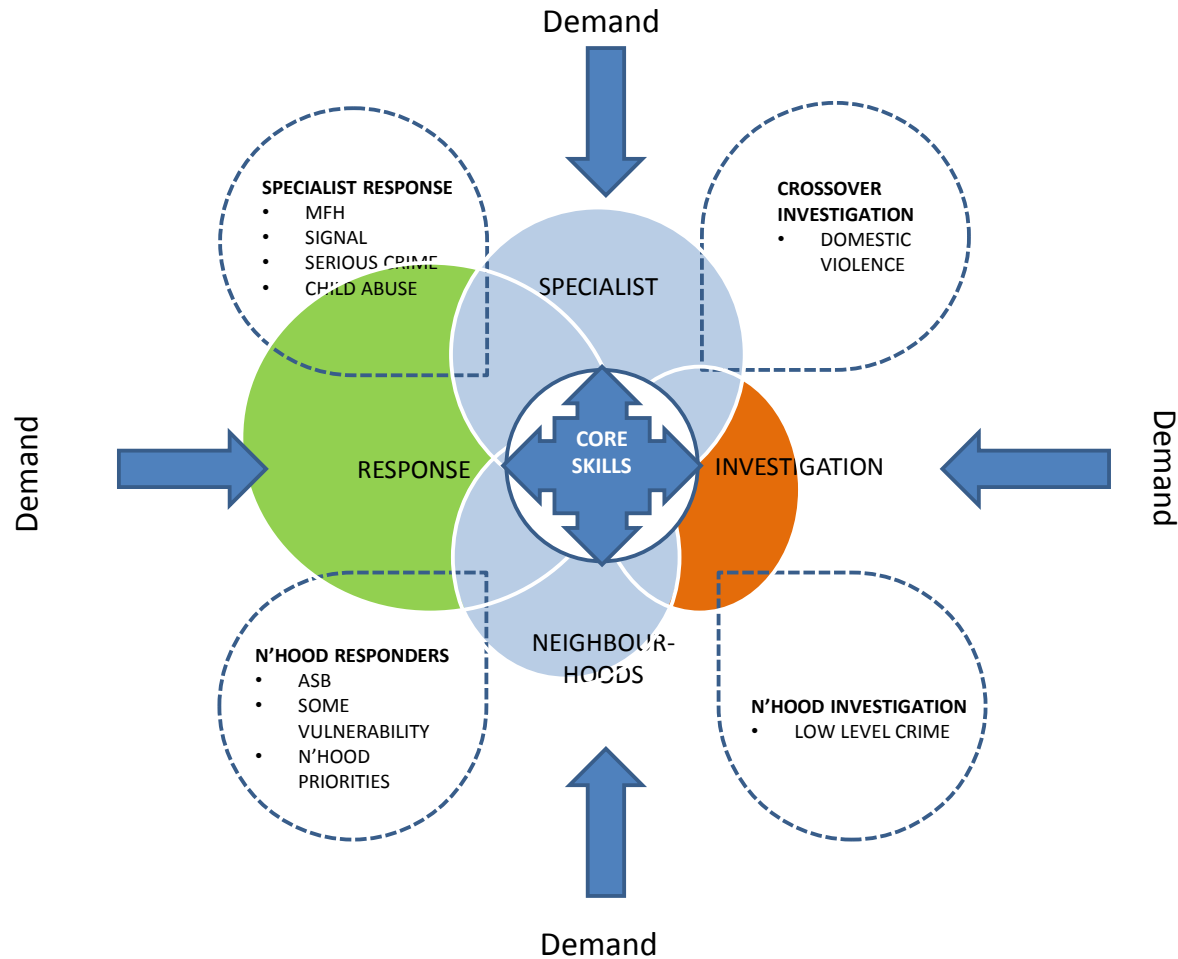 Demand
SPECIALIST RESPONSE
• MFH
• SIGNAL
• SERIOUS CRIME
• CHILD ABUSE
CROSSOVER
INVESTIGATION
• DOMESTIC
VIOLENCE
SPECIALIST
Demand
RESPONSE
CORE
SKILLS
INVESTIGATION
Demand
NEIGHBOUR-
HOODS
N'HOOD RESPONDERS
• ASB
• SOME
VULNERABILITY
• N'HOOD
PRIORITIES
N'HOOD INVESTIGATION
• LOW LEVEL CRIME
Demand